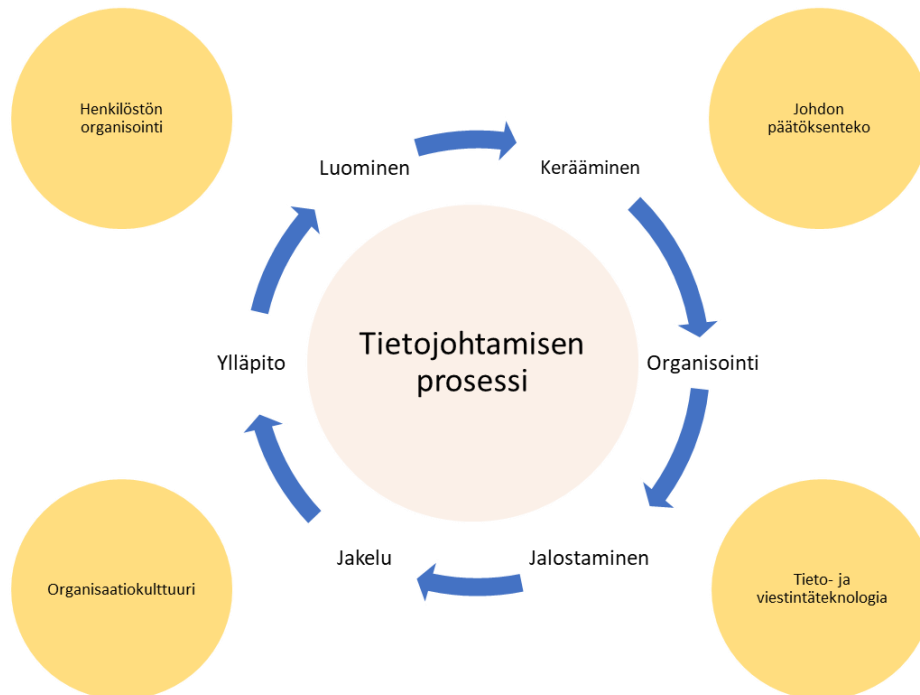 Henkilöstön
organisointi
Johdon
päätöksenteko
Luominen
Kerääminen
Tietojohtamisen
prosessi
Ylläpito
Organisointi
Jakelu
Jalostaminen
Organisaatiokulttuuri
Tieto- ja
viestintäteknologia